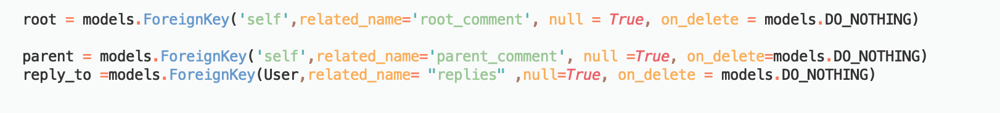 root = models.ForeignKey('self',related_name='root_comment', null = True, on_delete = models.DO_NOTHING)
parent = models.ForeignKey('self',related_name='parent_comment', null =True, on_delete=models.DO_NOTHING)
reply_to =models.ForeignKey(User,related_name= "replies" ,null=True, on_delete = models.DO_NOTHING)